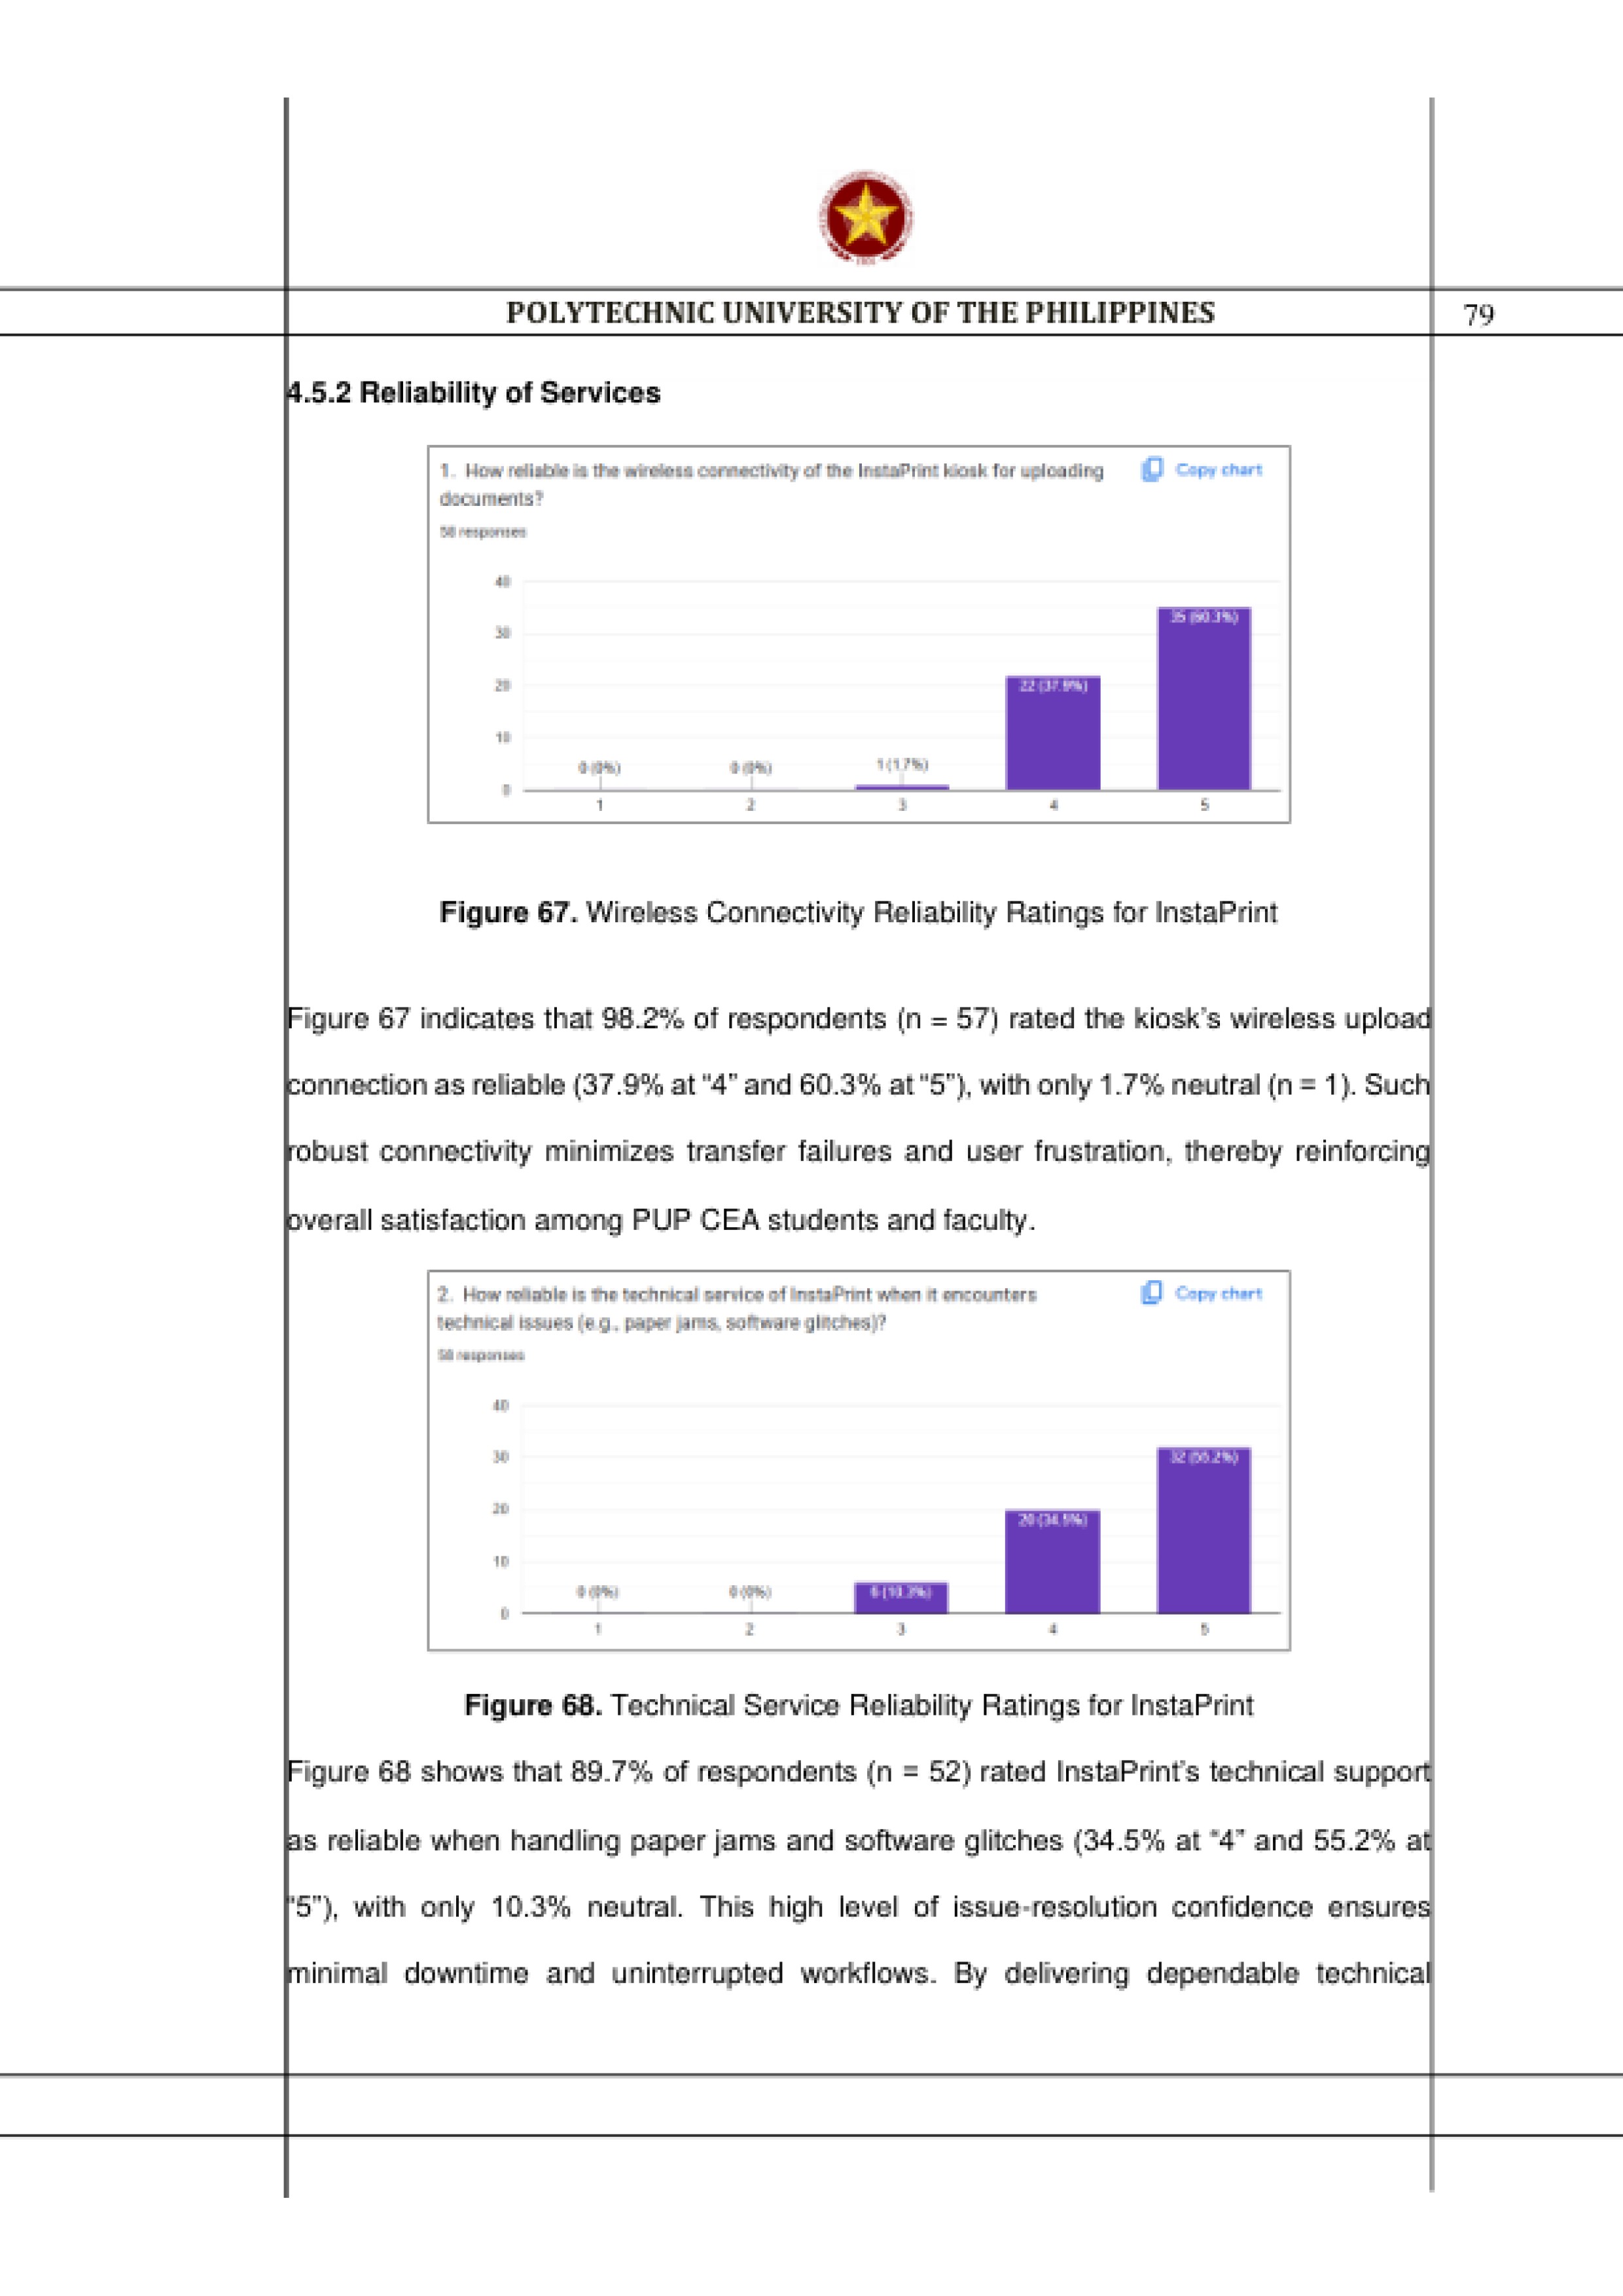 POLYTECHNIC UNIVERSITY OF THE PHILIPPINES
79
4.5.2 Reliability of Services
1. How reliable is the wireless connectivity of the InstaPrint kiosk for uploading
documents?
Copy chart
58 responses
40
30
20
10
0
0 (0%)
0 (0%)
1 (1.7%)
22 (37.9%)
35 (60.3%)
1
2
3
4
5
Figure 67. Wireless Connectivity Reliability Ratings for InstaPrint
Figure 67 indicates that 98.2% of respondents (n = 57) rated the kiosk’s wireless upload
connection as reliable (37.9% at “4” and 60.3% at “5”), with only 1.7% neutral (n = 1). Such
robust connectivity minimizes transfer failures and user frustration, thereby reinforcing
overall satisfaction among PUP CEA students and faculty.
2. How reliable is the technical service of InstaPrint when it encounters
technical issues (e.g., paper jams, software glitches)?
Copy chart
58 responses
40
30
20
10
0
0 (0%)
0 (0%)
6 (10.3%)
20 (34.5%)
32 (55.2%)
1
2
3
4
5
Figure 68. Technical Service Reliability Ratings for InstaPrint
Figure 68 shows that 89.7% of respondents (n = 52) rated InstaPrint’s technical support
as reliable when handling paper jams and software glitches (34.5% at “4” and 55.2% at
“5”), with only 10.3% neutral. This high level of issue-resolution confidence ensures
minimal downtime and uninterrupted workflows. By delivering dependable technical